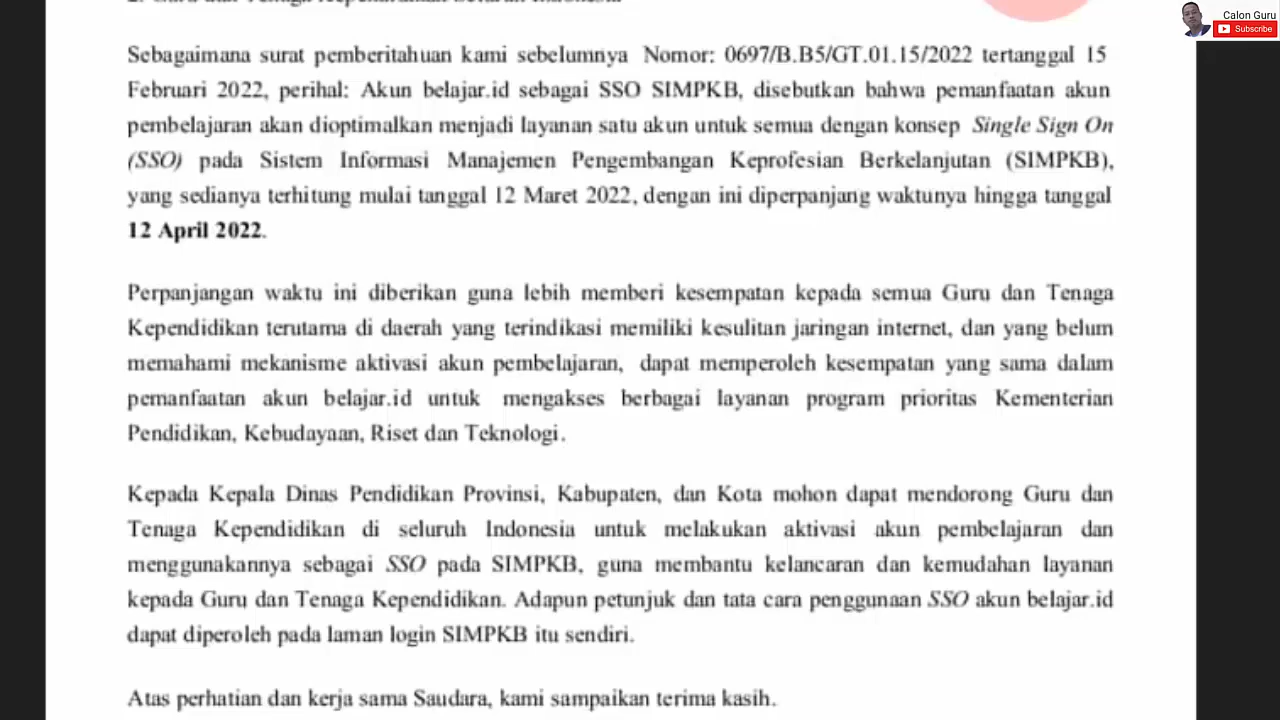 Calon Guru
Subscribe
Sebagaimana surat pemberitahuan kami sebelumnya Nomor: 0697/B.B5/GT.01.15/2022 tertanggal 15
Februari 2022, perihal: Akun belajar.id sebagai SSO SIMPKB, disebutkan bahwa pemanfaatan akun
pembelajaran akan dioptimalkan menjadi layanan satu akun untuk semua dengan konsep Single Sign On
(SSO) pada Sistem Informasi Manajemen Pengembangan Keprofesian Berkelanjutan (SIMPKB),
yang sedianya terhitung mulai tanggal 12 Maret 2022, dengan ini diperpanjang waktunya hingga tanggal
12 April 2022.
Perpanjangan waktu ini diberikan guna lebih memberi kesempatan kepada semua Guru dan Tenaga
Kependidikan terutama di daerah yang terindikasi memiliki kesulitan jaringan internet, dan yang belum
memahami mekanisme aktivasi akun pembelajaran, dapat memperoleh kesempatan yang sama dalam
pemanfaatan akun belajar.id untuk mengakses berbagai layanan program prioritas Kementerian
Pendidikan, Kebudayaan, Riset dan Teknologi.
Kepada Kepala Dinas Pendidikan Provinsi, Kabupaten, dan Kota mohon dapat mendorong Guru dan
Tenaga Kependidikan di seluruh Indonesia untuk melakukan aktivasi akun pembelajaran dan
menggunakannya sebagai SSO pada SIMPKB, guna membantu kelancaran dan kemudahan layanan
kepada Guru dan Tenaga Kependidikan. Adapun petunjuk dan tata cara penggunaan SSO akun belajar.id
dapat diperoleh pada laman login SIMPKB itu sendiri.
Atas perhatian dan kerja sama Saudara, kami sampaikan terima kasih.